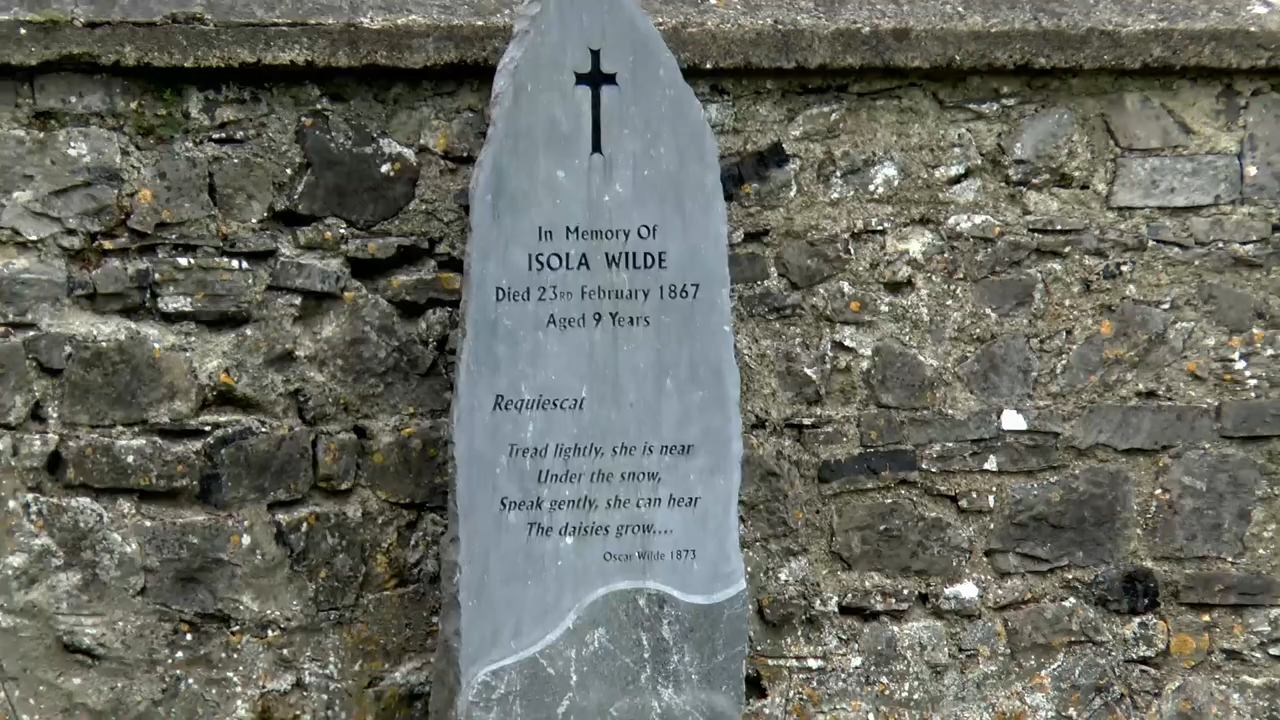 In Memory Of
ISOLA WILDE
Died 23RD February 1867
Aged 9 Years
Requiescat
Tread lightly, she is near
Under the snow,
Speak gently, she can hear
The daisies grow....
Oscar Wilde 1873